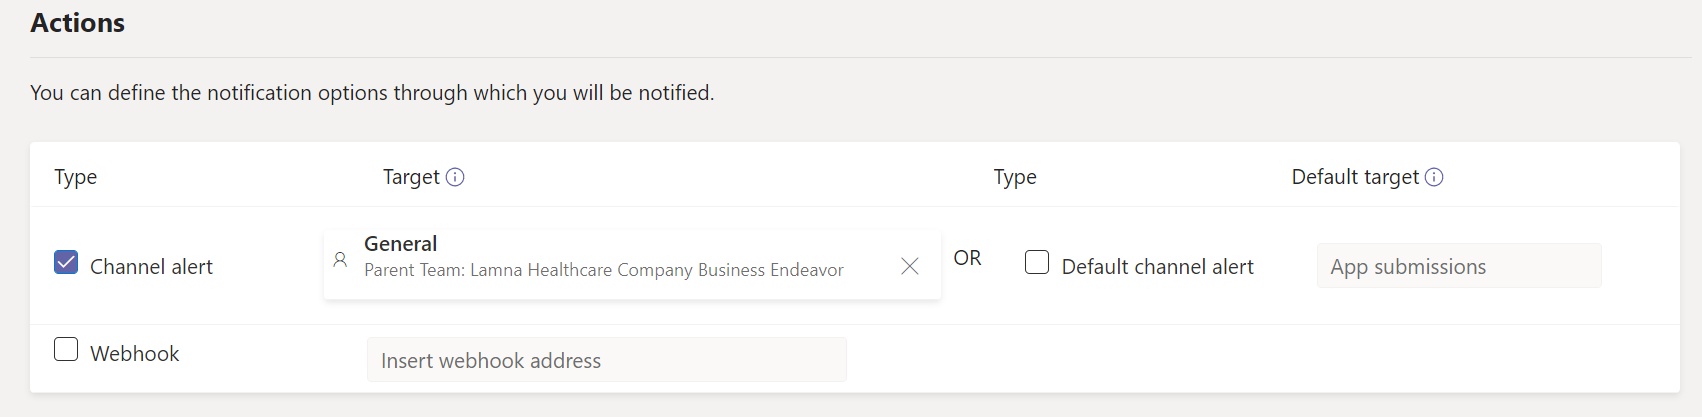 Actions
You can define the notification options through which you will be notified.
Type Target Type Default target
General
Parent Team: Lamna Healthcare Company Business Endeavor
Channel alert OR Default channel alert App submissions
Webhook Insert webhook address